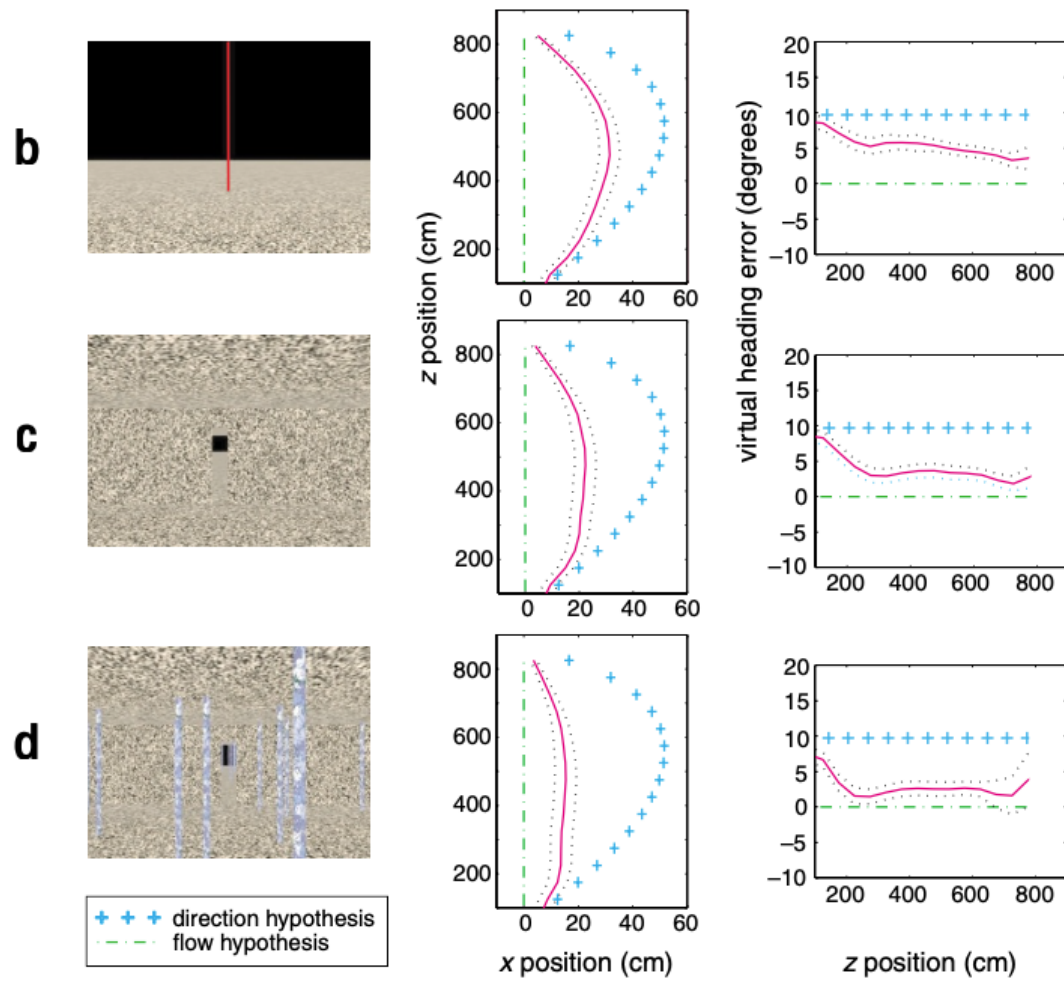 b
800
600
400
200
0 20 40 60
20
15
10
5
0
–5
–10
200 400 600 800
z position (cm)
virtual heading error (degrees)
c
800
600
400
200
0 20 40 60
20
15
10
5
0
–5
–10
200 400 600 800
d
800
600
400
200
0 20 40 60
20
15
10
5
0
–5
–10
200 400 600 800
direction hypothesis
flow hypothesis
x position (cm)
z position (cm)